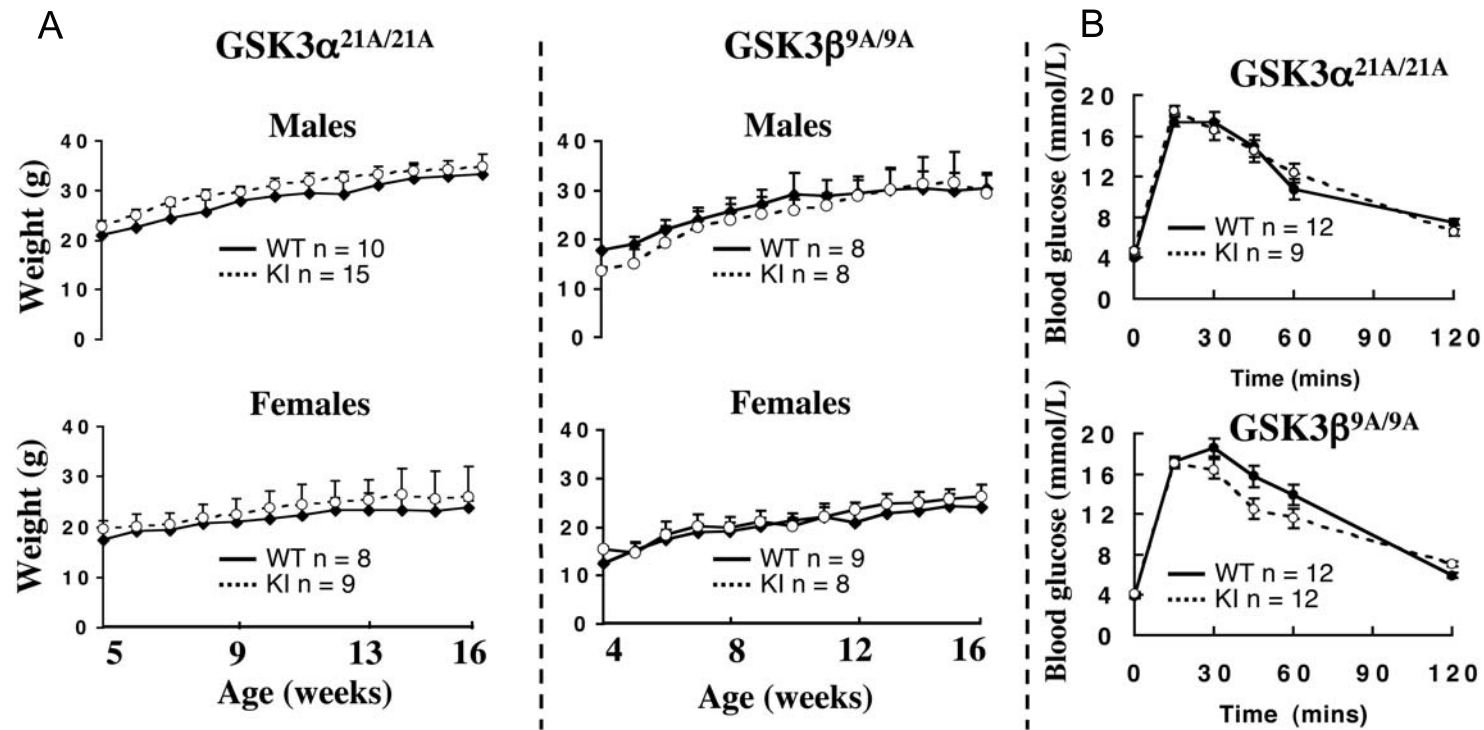 A
GSK3α21A/21A
GSK3β9A/9A
Males
Weight (g)
40
30
20
10
0
WT n = 10
KI n = 15
Males
40
30
20
10
0
WT n = 8
KI n = 8
Females
Weight (g)
40
30
20
10
0
WT n = 8
KI n = 9
5 9 13 16
Age (weeks)
Females
40
30
20
10
0
WT n = 9
KI n = 8
4 8 12 16
Age (weeks)
B
GSK3α21A/21A
Blood glucose (mmol/L)
20
16
12
8
4
0
WT n = 12
KI n = 9
0 30 60 90 120
Time (mins)
GSK3β9A/9A
Blood glucose (mmol/L)
20
16
12
8
4
0
WT n = 12
KI n = 12
0 30 60 90 120
Time (mins)